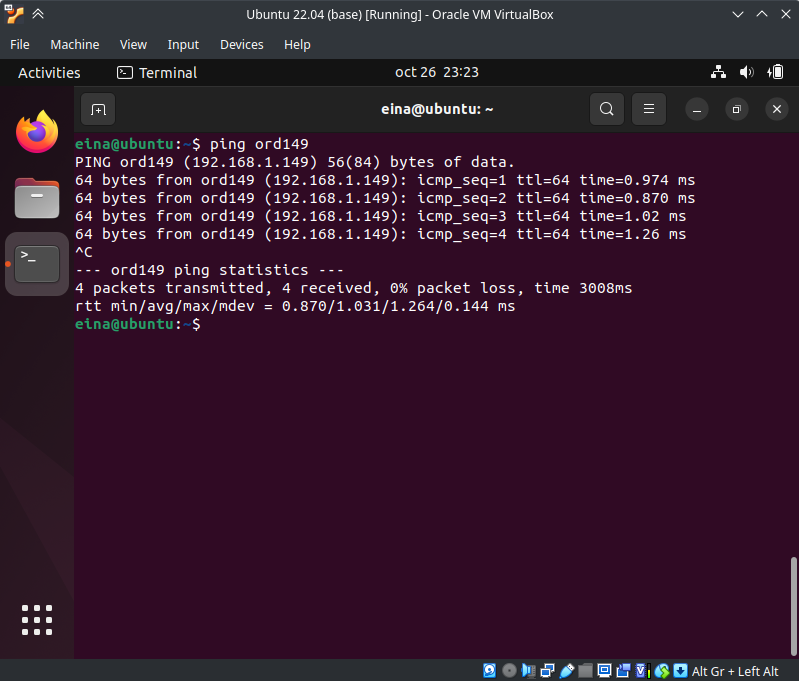 Ubuntu 22.04 (base) [Running] - Oracle VM VirtualBox
File Machine View Input Devices Help
Activities Terminal oct 26 23:23
eina@ubuntu: ~
eina@ubuntu:~$ ping ord149
PING ord149 (192.168.1.149) 56(84) bytes of data.
64 bytes from ord149 (192.168.1.149): icmp_seq=1 ttl=64 time=0.974 ms
64 bytes from ord149 (192.168.1.149): icmp_seq=2 ttl=64 time=0.870 ms
64 bytes from ord149 (192.168.1.149): icmp_seq=3 ttl=64 time=1.02 ms
64 bytes from ord149 (192.168.1.149): icmp_seq=4 ttl=64 time=1.26 ms
^C
--- ord149 ping statistics ---
4 packets transmitted, 4 received, 0% packet loss, time 3008ms
rtt min/avg/max/mdev = 0.870/1.031/1.264/0.144 ms
eina@ubuntu:~$
Alt Gr + Left Alt